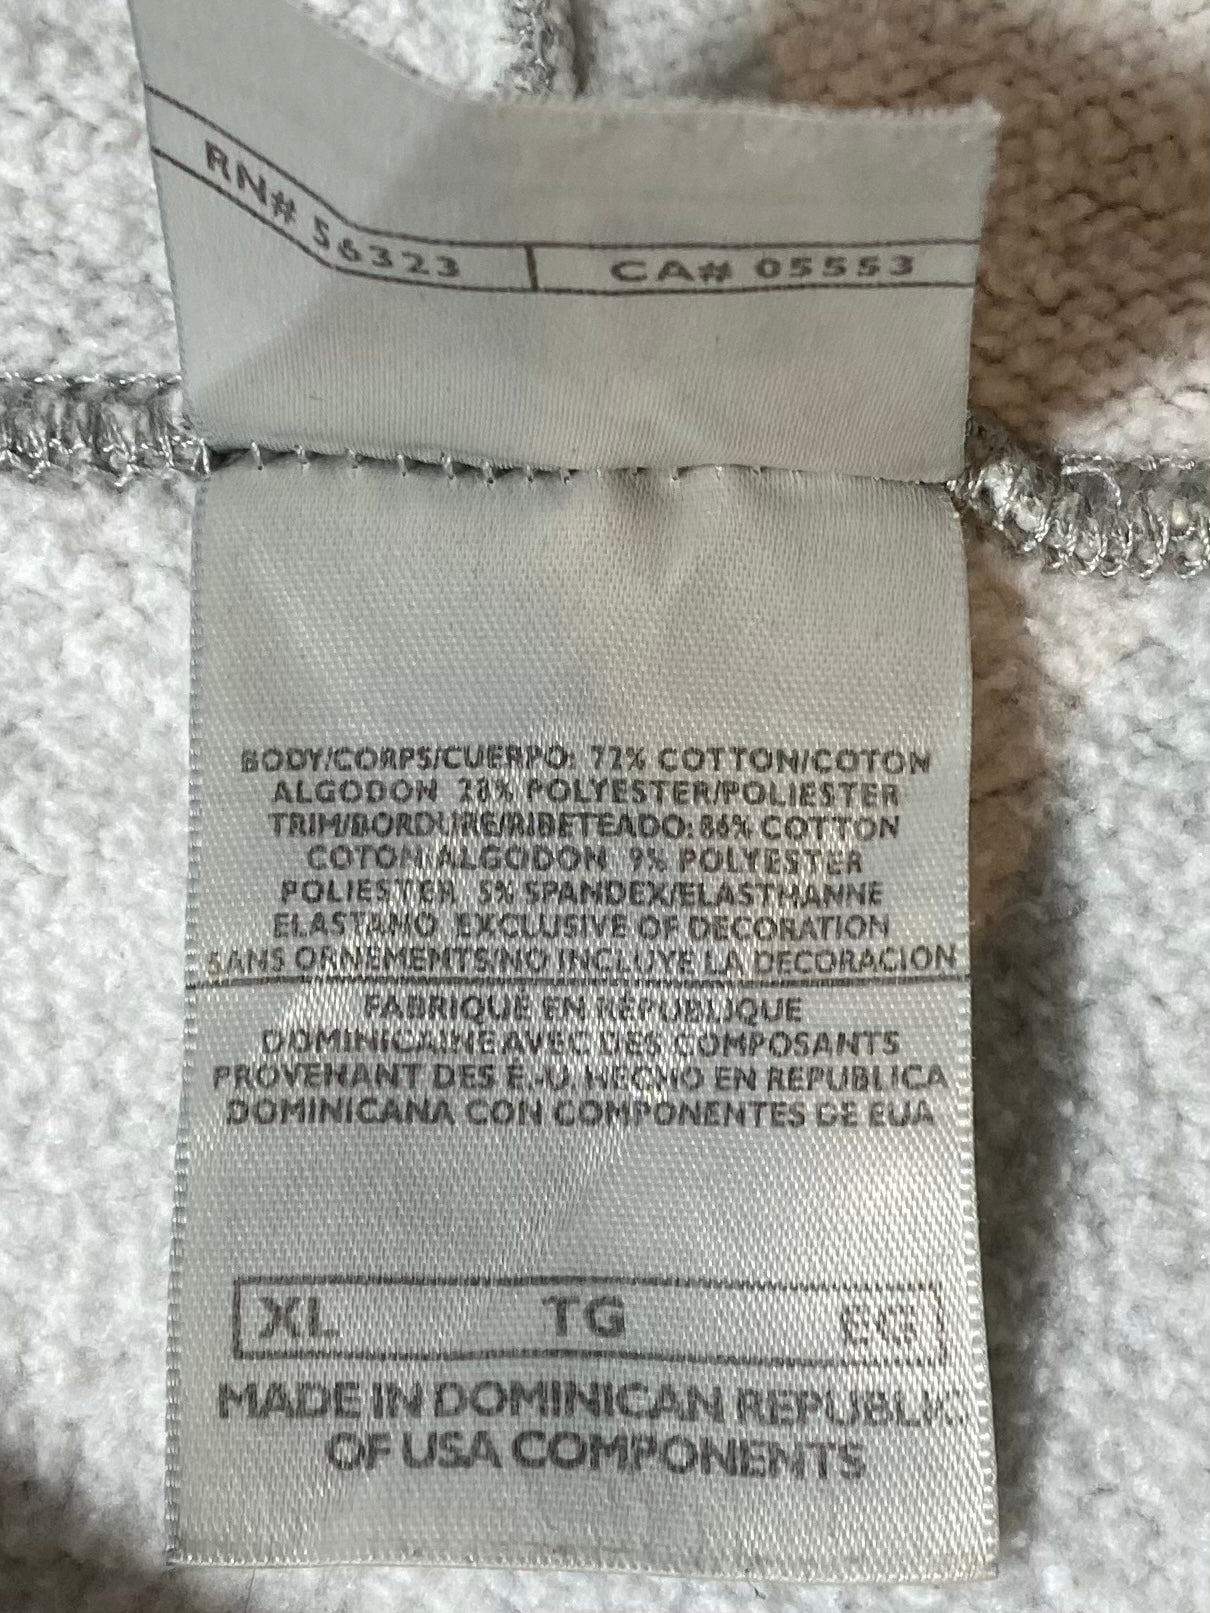 RN# 56323 CA# 05553
BODY/CORPS/CUERPO: 72% COTTON/COTON
ALGODON 28% POLYESTER/POLIESTER
TRIM/BORDURE/RIBETEADO: 86% COTTON
COTON/ALGODON 9% POLYESTER
POLIESTER 5% SPANDEX/ELASTHANNE
ELASTANO EXCLUSIVE OF DECORATION
SANS ORNEMENTS/NO INCLUYE LA DECORACION
FABRIQUÉ EN RÉPUBLIQUE
DOMINICAINE AVEC DES COMPOSANTS
PROVENANT DES É.-U. HECHO EN REPUBLICA
DOMINICANA CON COMPONENTES DE EUA
XL TG EG
MADE IN DOMINICAN REPUBLIC
OF USA COMPONENTS